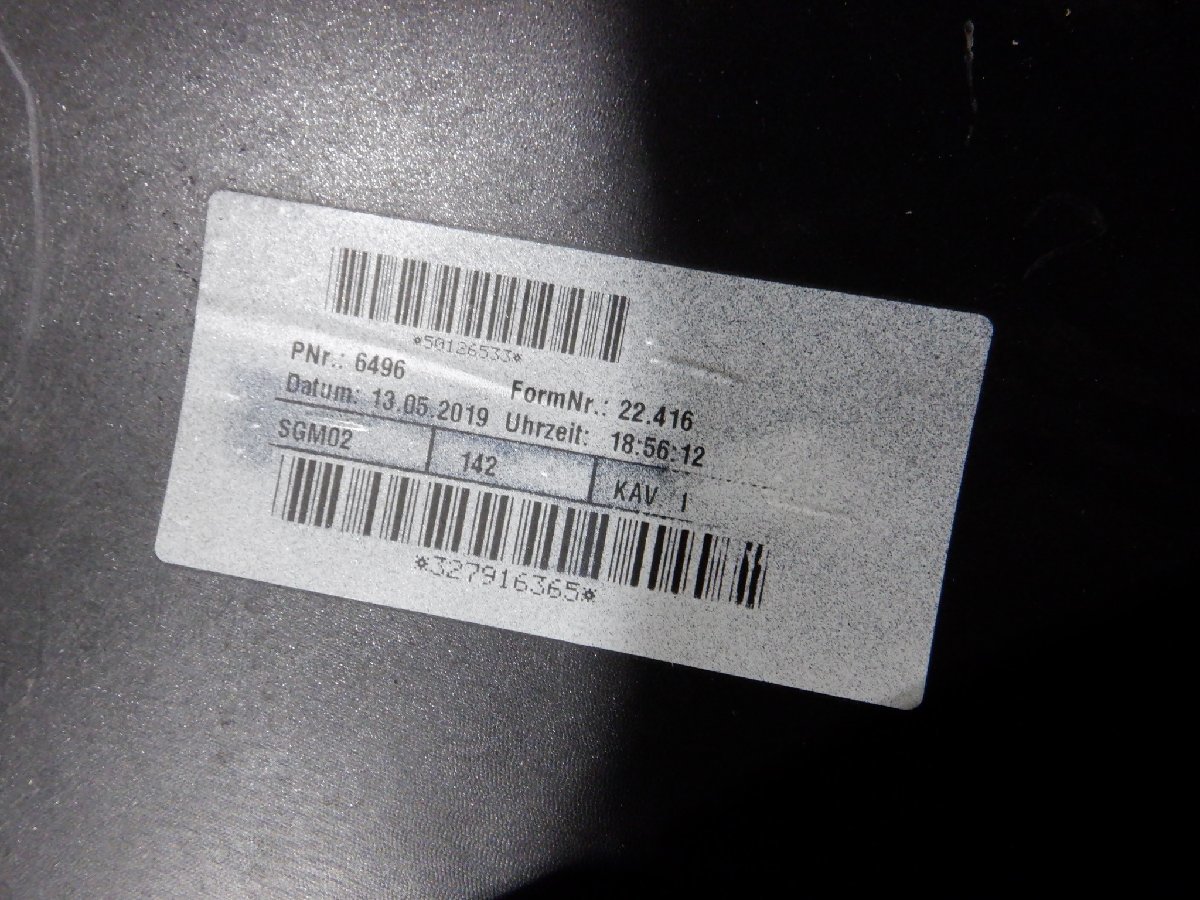 *50126533*
PNr.: 6496 FormNr.: 22.416
Datum: 13.05.2019 Uhrzeit: 18:56:12
SGM02 142 KAV 1
*327916365*